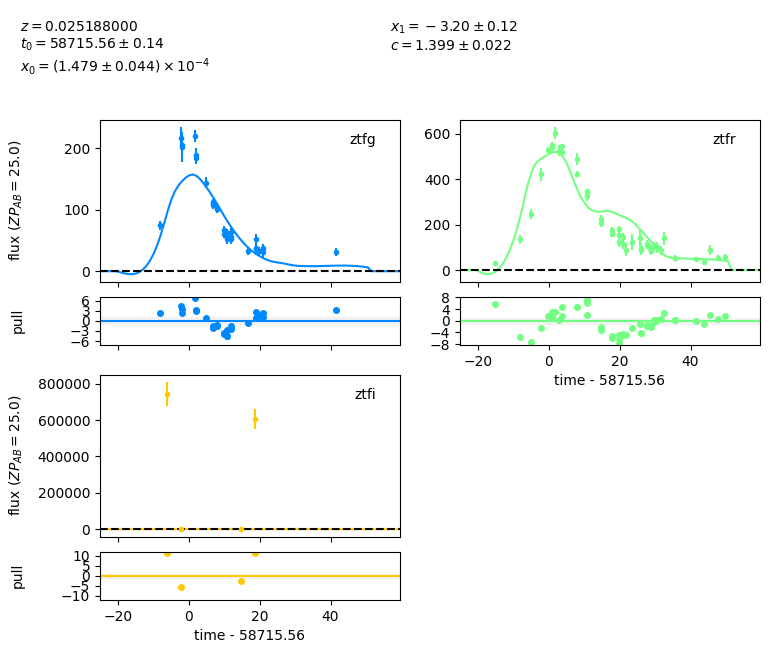 z = 0.025188000
t₀ = 58715.56 ± 0.14
x₀ = (1.479 ± 0.044) × 10⁻⁴
x₁ = −3.20 ± 0.12
c = 1.399 ± 0.022
ztfg
flux (ZP_AB = 25.0)
200
100
0
pull
6
3
0
−3
−6
ztfr
600
400
200
0
8
4
0
−4
−8
−20
0
20
40
time - 58715.56
ztfi
flux (ZP_AB = 25.0)
800000
600000
400000
200000
0
pull
10
5
0
−5
−10
−20
0
20
40
time - 58715.56